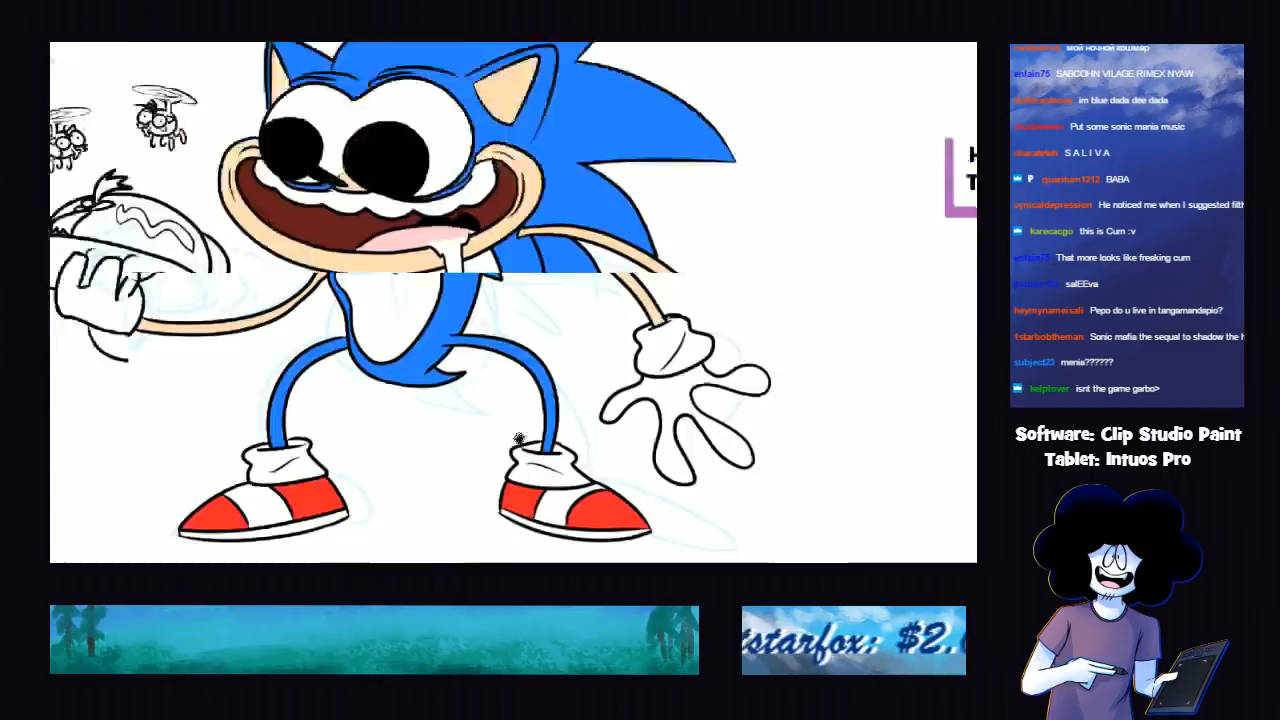 мой ночной кошмар
enlain75 SABCOHN VILAGE RIMEX NYAW
im blue dada dee dada
Put some sonic mania music
S A L I V A
quantum1212 BABA
He noticed me when I suggested filth
karecacgo this is Cum :v
enlain75 That more looks like freaking cum
salEEva
heymynameisali Pepo do u live in tangamandapio?
1starbobtheman Sonic mafia the sequal to shadow the h
subject23 menia??????
kelplover isnt the game garbo>
Software: Clip Studio Paint
Tablet: Intuos Pro
tstarfox: $2.